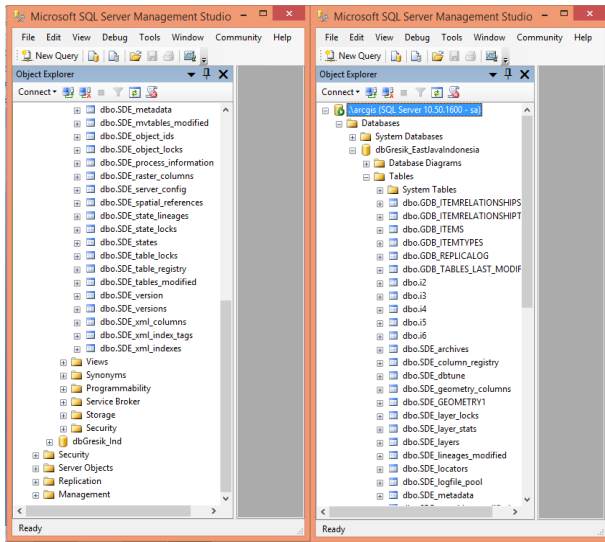 Microsoft SQL Server Management Studio
File Edit View Debug Tools Window Community Help
New Query
Object Explorer
Connect
dbo.SDE_metadata
dbo.SDE_mvtables_modified
dbo.SDE_object_ids
dbo.SDE_object_locks
dbo.SDE_process_information
dbo.SDE_raster_columns
dbo.SDE_server_config
dbo.SDE_spatial_references
dbo.SDE_state_lineages
dbo.SDE_state_locks
dbo.SDE_states
dbo.SDE_table_locks
dbo.SDE_table_registry
dbo.SDE_tables_modified
dbo.SDE_version
dbo.SDE_versions
dbo.SDE_xml_columns
dbo.SDE_xml_index_tags
dbo.SDE_xml_indexes
Views
Synonyms
Programmability
Service Broker
Storage
Security
dbGresik_Ind
Security
Server Objects
Replication
Management
Ready
Microsoft SQL Server Management Studio
File Edit View Debug Tools Window Community Help
New Query
Object Explorer
Connect
.\arcgis (SQL Server 10.50.1600 - sa)
Databases
System Databases
dbGresik_EastJavaIndonesia
Database Diagrams
Tables
System Tables
dbo.GDB_ITEMRELATIONSHIPS
dbo.GDB_ITEMRELATIONSHIPT
dbo.GDB_ITEMS
dbo.GDB_ITEMTYPES
dbo.GDB_REPLICALOG
dbo.GDB_TABLES_LAST_MODIF
dbo.i2
dbo.i3
dbo.i4
dbo.i5
dbo.i6
dbo.SDE_archives
dbo.SDE_column_registry
dbo.SDE_dbtune
dbo.SDE_geometry_columns
dbo.SDE_GEOMETRY1
dbo.SDE_layer_locks
dbo.SDE_layer_stats
dbo.SDE_layers
dbo.SDE_lineages_modified
dbo.SDE_locators
dbo.SDE_logfile_pool
dbo.SDE_metadata
Ready